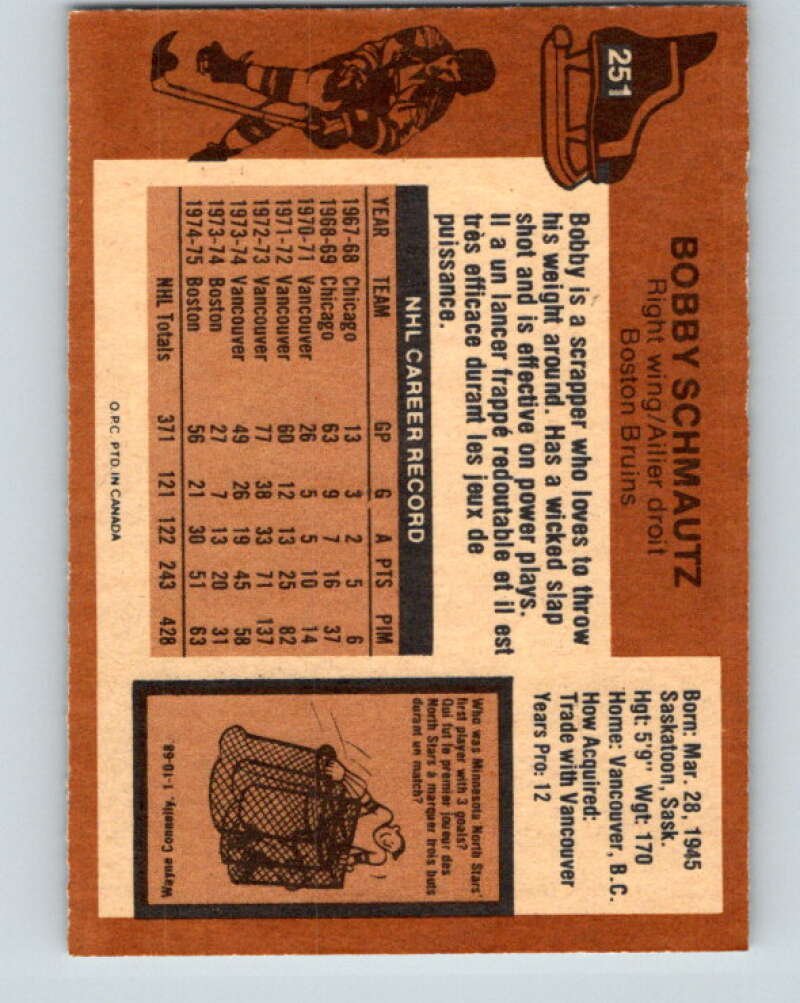 251
BOBBY SCHMAUTZ
Right wing/Ailier droit
Boston Bruins
Bobby is a scrapper who loves to throw
his weight around. Has a wicked slap
shot and is effective on power plays.
Il a un lancer frappé redoutable et il est
très efficace durant les jeux de
puissance.
Born: Mar. 28, 1945
Saskatoon, Sask.
Hgt: 5'9" Wgt: 170
Home: Vancouver, B.C.
How Acquired:
Trade with Vancouver
Years Pro: 12
NHL CAREER RECORD
YEAR TEAM GP G A PTS PIM
1967-68 Chicago 13 3 2 5 6
1968-69 Chicago 63 9 7 16 37
1970-71 Vancouver 26 5 5 10 14
1971-72 Vancouver 60 12 13 25 82
1972-73 Vancouver 77 38 33 71 137
1973-74 Vancouver 49 26 19 45 58
1973-74 Boston 27 7 13 20 31
1974-75 Boston 56 21 30 51 63
NHL Totals 371 121 122 243 428
Who was Minnesota North Stars'
first player with 3 goals?
Qui fut le premier joueur des
North Stars à marquer trois buts
durant un match?
Wayne Connelly, 1-10-68.
O.P.C. PTD. IN CANADA